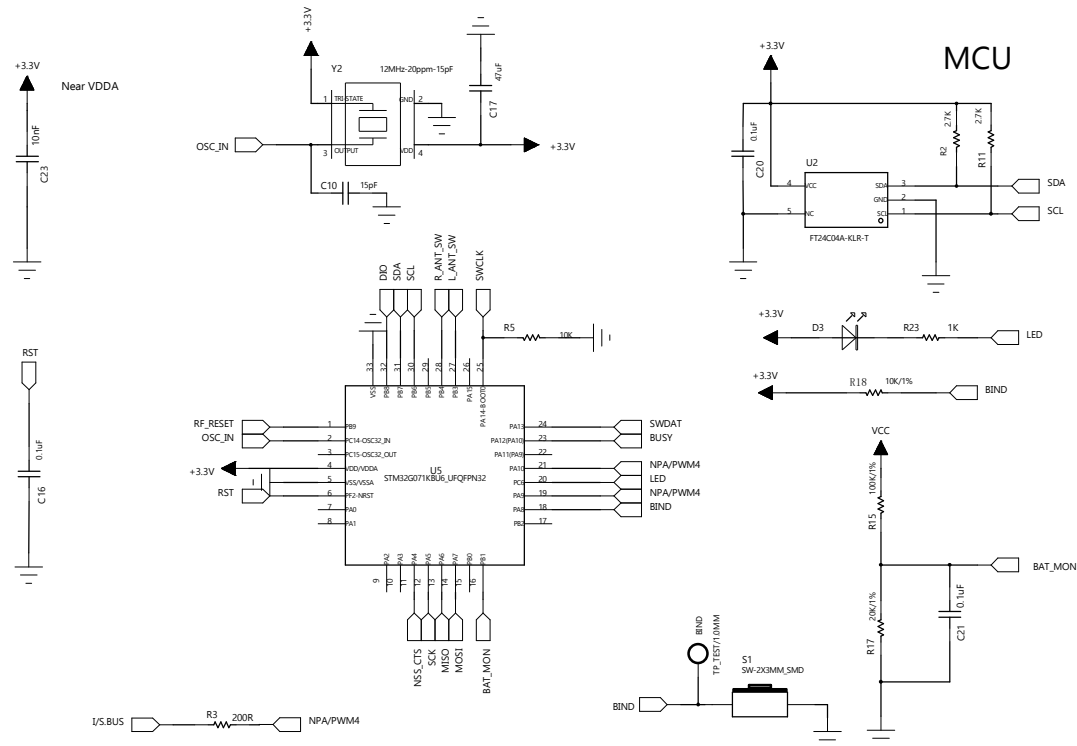 MCU
+3.3V
Near VDDA
10nF
C23
+3.3V
Y2
12MHz-20ppm-15pF
1
TRI-STATE
GND
2
OSC_IN
3
OUTPUT
VDD
4
47uF
C17
+3.3V
C10
15pF
+3.3V
0.1uF
C20
2.7K
R2
2.7K
R11
U2
4
VCC
SDA
3
GND
2
5
NC
SCL
1
FT24C04A-KLR-T
SDA
SCL
DIO
SDA
SCL
R_ANT_SW
L_ANT_SW
SWCLK
R5
10K
33
32
31
30
29
28
27
26
25
VSS
PB8
PB7
PB6
PB5
PB4
PB3
PA15
PA14-BOOT0
RST
0.1uF
C16
RF_RESET
1
PB9
OSC_IN
2
PC14-OSC32_IN
3
PC15-OSC32_OUT
+3.3V
4
VDD/VDDA
5
VSS/VSSA
RST
6
PF2-NRST
7
PA0
8
PA1
U5
STM32G071KBU6_UFQFPN32
PA13
24
SWDAT
PA12(PA10)
23
BUSY
PA11(PA9)
22
PA10
21
NPA/PWM4
PC6
20
LED
PA9
19
NPA/PWM4
PA8
18
BIND
PB2
17
PA2
PA3
PA4
PA5
PA6
PA7
PB0
PB1
9
10
11
12
13
14
15
16
NSS_CTS
SCK
MISO
MOSI
BAT_MON
+3.3V
D3
R23
1K
LED
+3.3V
R18
10K/1%
BIND
VCC
100K/1%
R15
BAT_MON
20K/1%
R17
0.1uF
C21
BIND
TP_TEST/1.0MM
S1
SW-2X3MM_SMD
BIND
I/S.BUS
R3
200R
NPA/PWM4